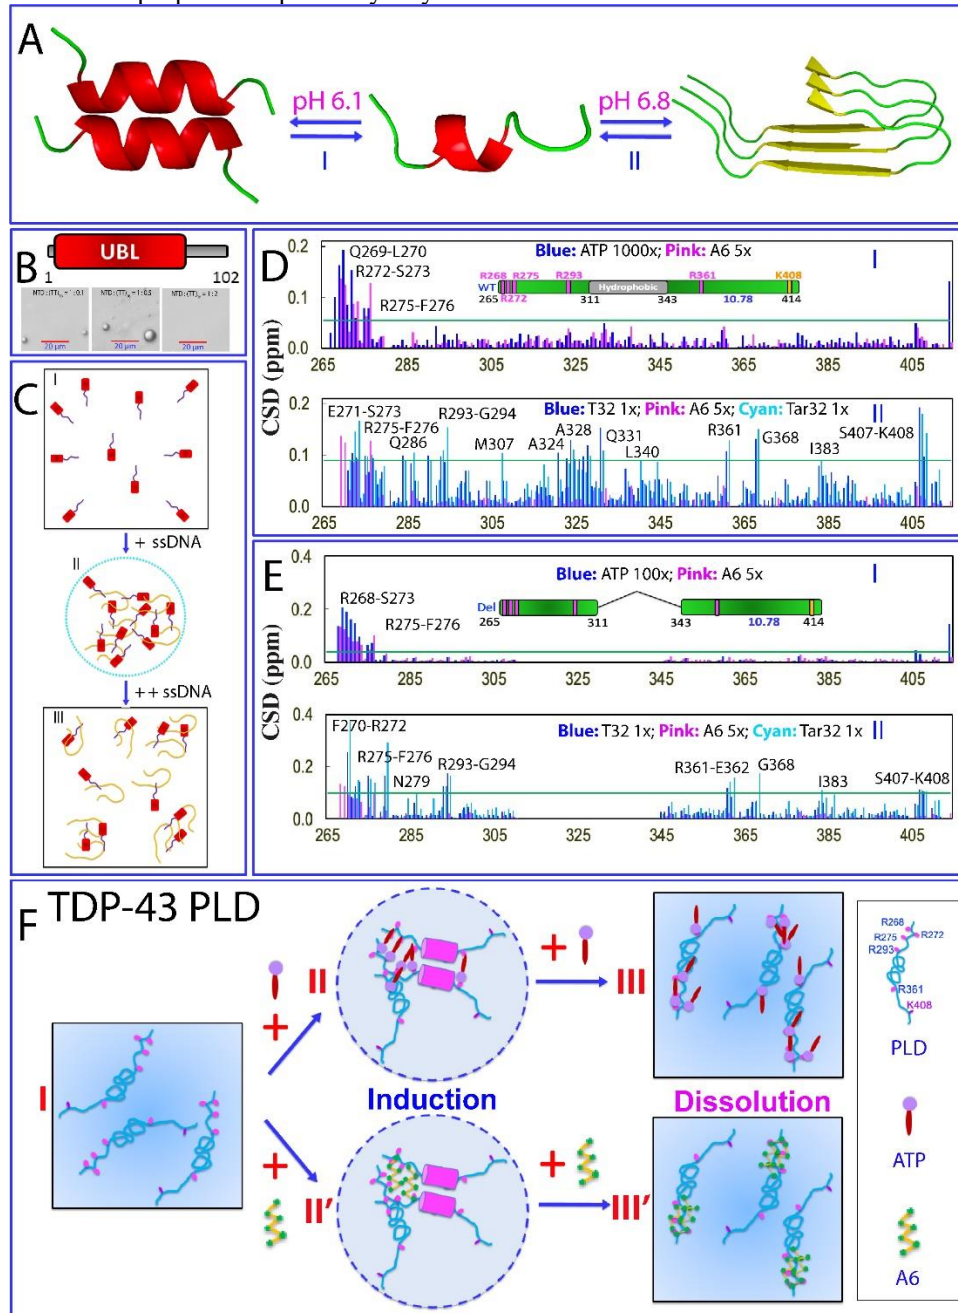 A
pH 6.1
pH 6.8
I
II
B
UBL
1
102
20 μm
20 μm
20 μm
C
I
+ ssDNA
II
++ ssDNA
III
D
CSD (ppm)
0.2
0.1
0.0
Q269-L270
R272-S273
R275-F276
Blue: ATP 1000x; Pink: A6 5x
I
R268 R275 R293 R361 K408
WT
R272
Hydrophobic
265 311 343 10.78 414
265 285 305 325 345 365 385 405
0.2
0.1
0.0
Blue: T32 1x; Pink: A6 5x; Cyan: Tar32 1x
II
E271-S273
R275-F276
Q286
R293-G294
M307
A324
A328
Q331
L340
R361
G368
I383
S407-K408
265 285 305 325 345 365 385 405
E
CSD (ppm)
0.4
0.2
0.0
R268-S273
R275-F276
Blue: ATP 100x; Pink: A6 5x
I
Del
265 311 343 10.78 414
265 285 305 325 345 365 385 405
0.4
0.2
0.0
Blue: T32 1x; Pink: A6 5x; Cyan: Tar32 1x
II
F270-R272
R275-F276
N279
R293-G294
R361-E362
G368
I383
S407-K408
265 285 305 325 345 365 385 405
F
TDP-43 PLD
I
+
II
+
III
Induction
Dissolution
+
II'
+
III'
R268
R275
R272
R293
R361
K408
PLD
ATP
A6